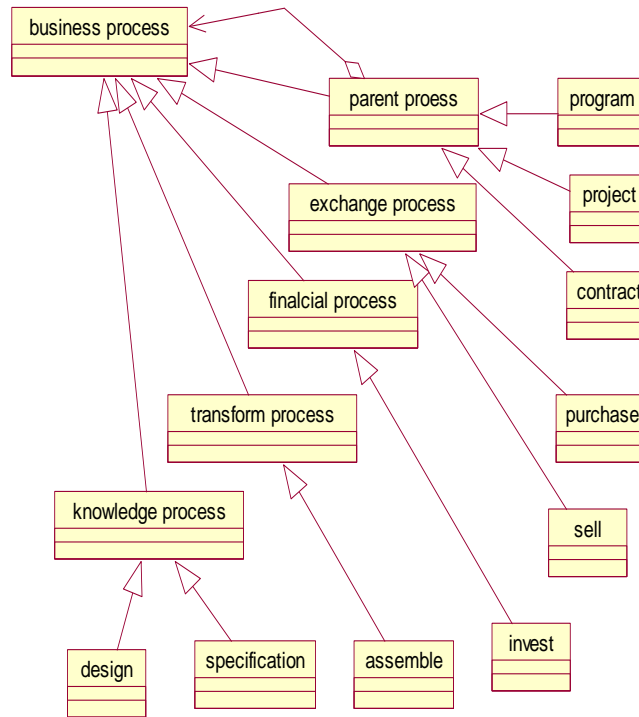 business process
parent proess
program
project
exchange process
contract
finalcial process
purchase
transform process
knowledge process
sell
invest
specification
assemble
design